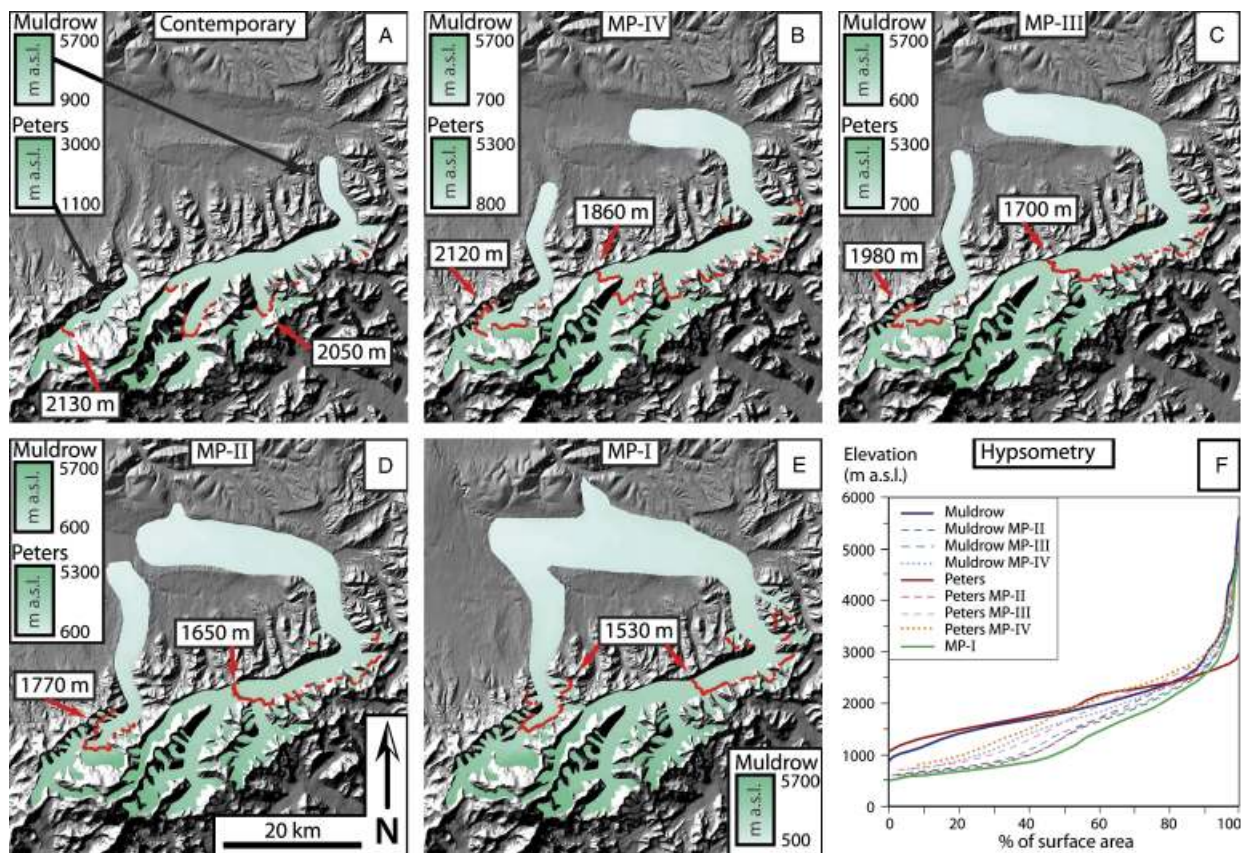 Muldrow
5700
m a.s.l.
900
Peters
3000
m a.s.l.
1100
Contemporary
A
2050 m
2130 m
Muldrow
5700
m a.s.l.
700
Peters
5300
m a.s.l.
800
MP-IV
B
1860 m
2120 m
Muldrow
5700
m a.s.l.
600
Peters
5300
m a.s.l.
700
MP-III
C
1700 m
1980 m
Muldrow
5700
m a.s.l.
600
Peters
5300
m a.s.l.
600
MP-II
D
1650 m
1770 m
20 km
N
MP-I
E
1530 m
Muldrow
5700
m a.s.l.
500
Elevation
(m a.s.l.)
Hypsometry
F
6000
5000
4000
3000
2000
1000
0
Muldrow
Muldrow MP-II
Muldrow MP-III
Muldrow MP-IV
Peters
Peters MP-II
Peters MP-III
Peters MP-IV
MP-I
0 20 40 60 80 100
% of surface area